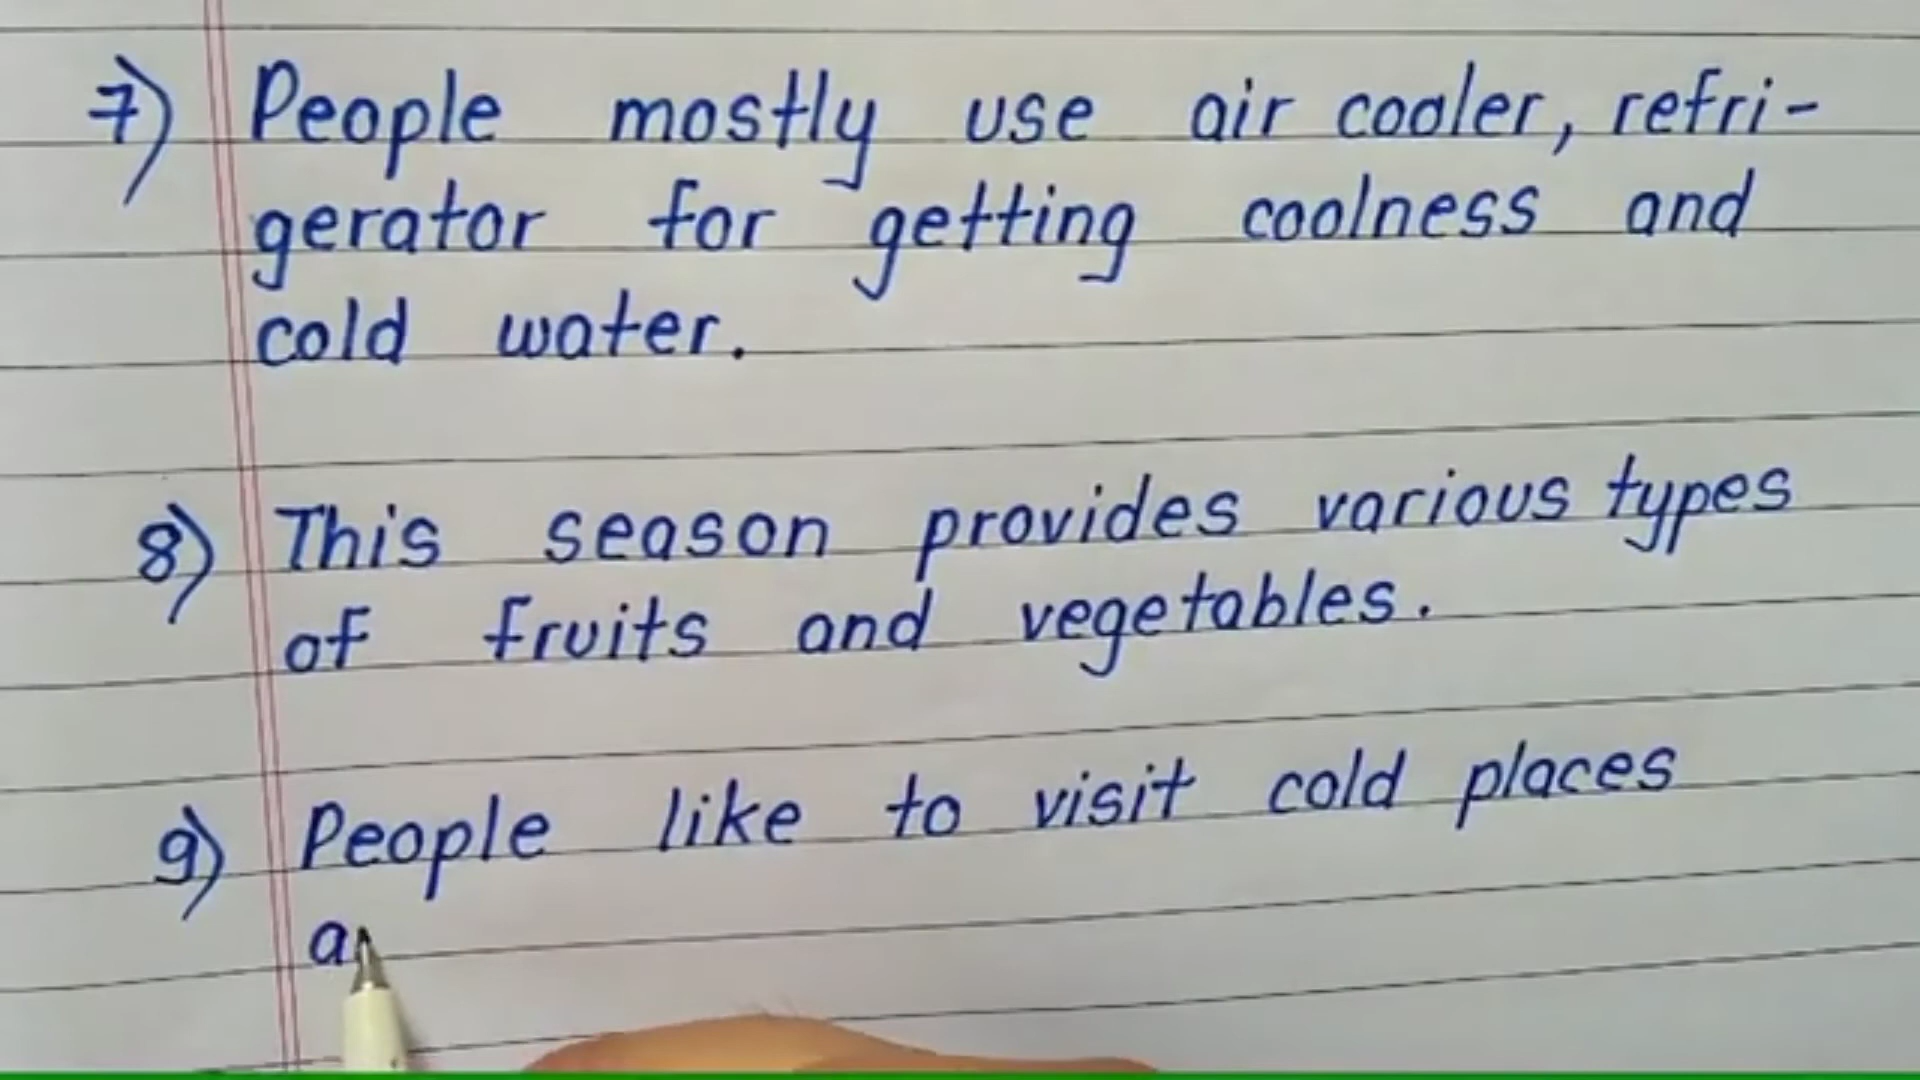 7) People mostly use air cooler, refri-
gerator for getting coolness and
cold water.
8) This season provides various types
of fruits and vegetables.
9) People like to visit cold places